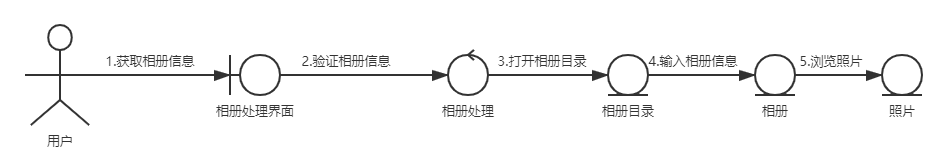 1.获取相册信息
2.验证相册信息
3.打开相册目录
4.输入相册信息
5.浏览照片
用户
相册处理界面
相册处理
相册目录
相册
照片